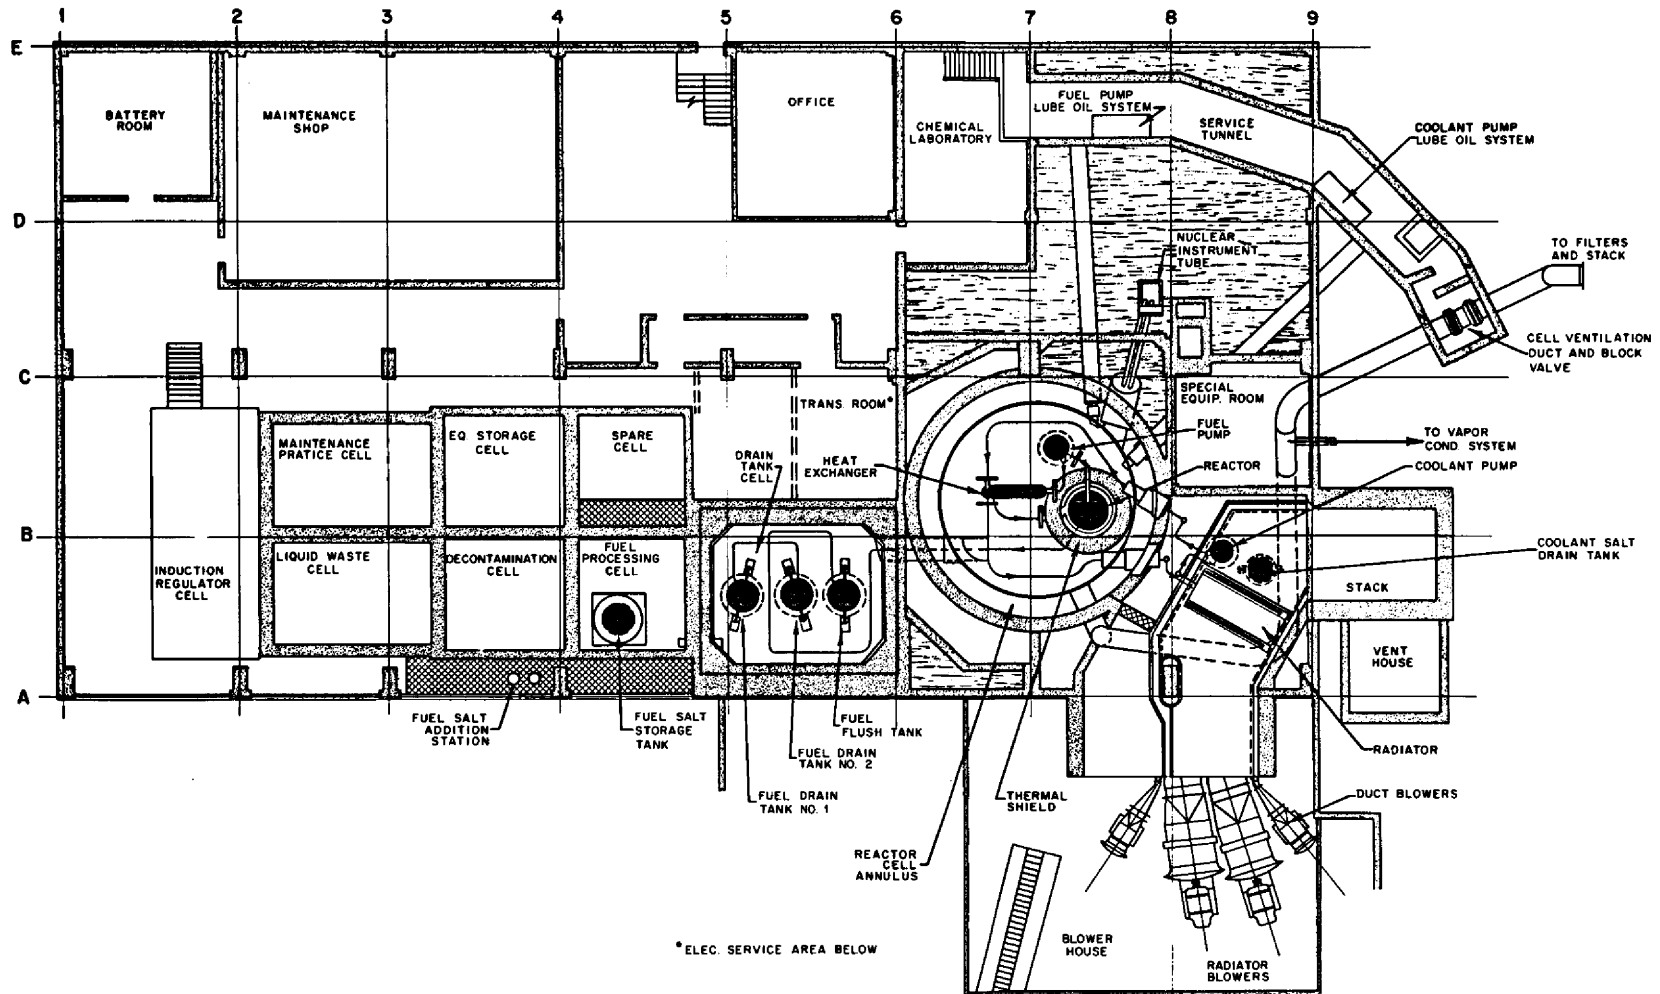 1 2 3 4 5 6 7 8 9
E
D
C
B
A
BATTERY
ROOM
MAINTENANCE
SHOP
OFFICE
CHEMICAL
LABORATORY
FUEL PUMP
LUBE OIL SYSTEM
SERVICE
TUNNEL
COOLANT PUMP
LUBE OIL SYSTEM
NUCLEAR
INSTRUMENT
TUBE
TO FILTERS
AND STACK
CELL VENTILATION
DUCT AND BLOCK
VALVE
SPECIAL
EQUIP. ROOM
TRANS. ROOM*
FUEL
PUMP
TO VAPOR
COND. SYSTEM
MAINTENANCE
PRATICE CELL
EQ. STORAGE
CELL
SPARE
CELL
DRAIN
TANK
CELL
HEAT
EXCHANGER
REACTOR
COOLANT PUMP
INDUCTION
REGULATOR
CELL
LIQUID WASTE
CELL
DECONTAMINATION
CELL
FUEL
PROCESSING
CELL
COOLANT SALT
DRAIN TANK
STACK
VENT
HOUSE
FUEL SALT
ADDITION
STATION
FUEL SALT
STORAGE
TANK
FUEL
FLUSH TANK
FUEL DRAIN
TANK NO. 2
FUEL DRAIN
TANK NO. 1
THERMAL
SHIELD
RADIATOR
DUCT BLOWERS
REACTOR
CELL
ANNULUS
BLOWER
HOUSE
RADIATOR
BLOWERS
*ELEC. SERVICE AREA BELOW